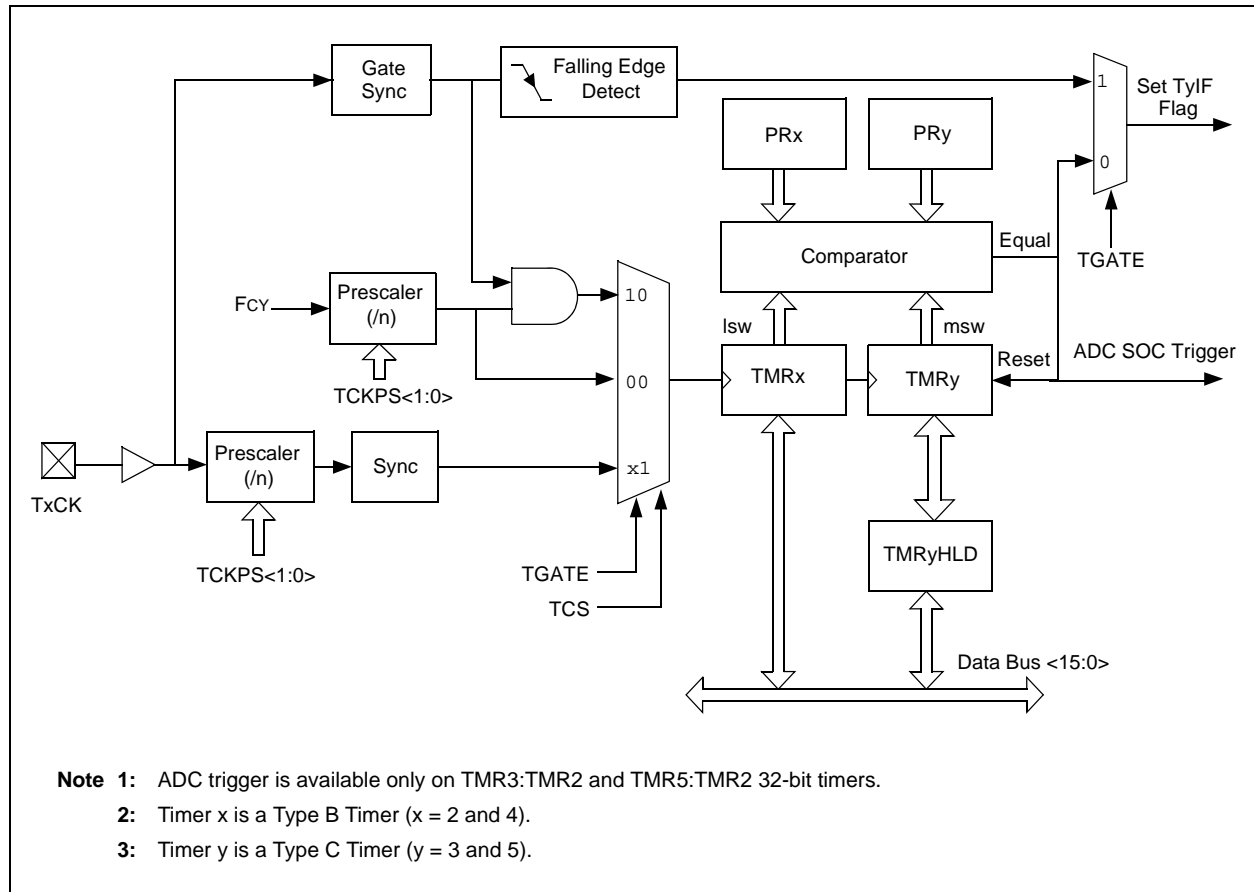 Gate
Sync
Falling Edge
Detect
1
Set TyIF
Flag
PRx
PRy
0
Comparator
Equal
TGATE
FCY
Prescaler
(/n)
10
lsw
msw
TCKPS<1:0>
00
TMRx
TMRy
Reset
ADC SOC Trigger
TxCK
Prescaler
(/n)
Sync
x1
TCKPS<1:0>
TGATE
TCS
TMRyHLD
Data Bus <15:0>
Note 1: ADC trigger is available only on TMR3:TMR2 and TMR5:TMR2 32-bit timers.
2: Timer x is a Type B Timer (x = 2 and 4).
3: Timer y is a Type C Timer (y = 3 and 5).